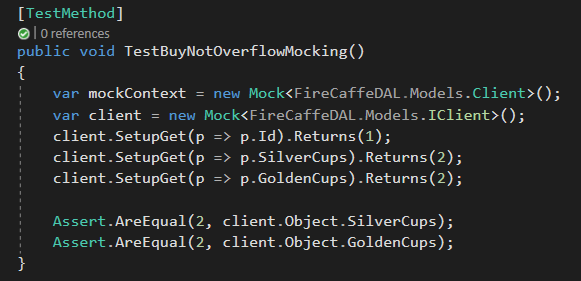 [TestMethod]
| 0 references
public void TestBuyNotOverflowMocking()
{
var mockContext = new Mock<FireCaffeDAL.Models.Client>();
var client = new Mock<FireCaffeDAL.Models.IClient>();
client.SetupGet(p => p.Id).Returns(1);
client.SetupGet(p => p.SilverCups).Returns(2);
client.SetupGet(p => p.GoldenCups).Returns(2);
Assert.AreEqual(2, client.Object.SilverCups);
Assert.AreEqual(2, client.Object.GoldenCups);
}